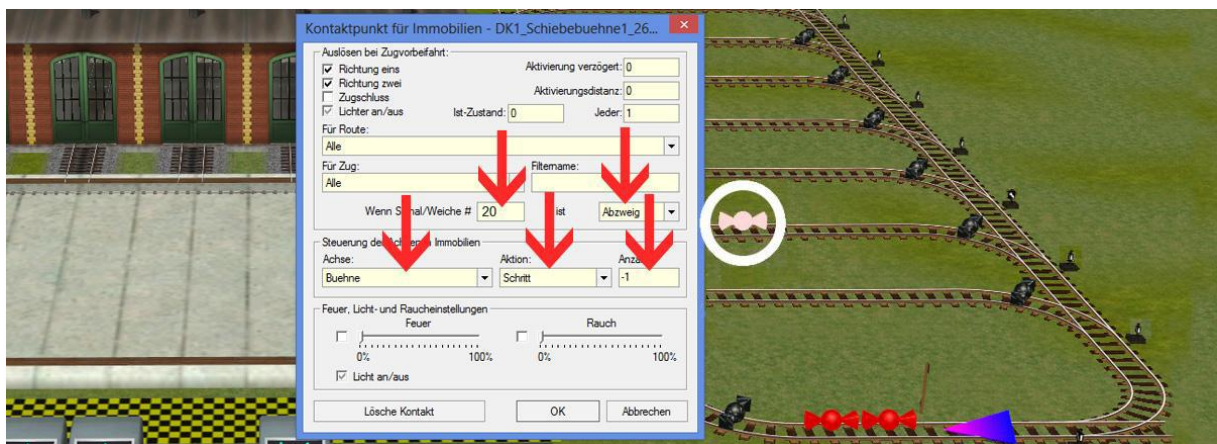 Kontaktpunkt für Immobilien - DK1_Schiebebuehne1_26...
Auslösen bei Zugvorbeifahrt:
Richtung eins
Aktivierung verzögert: 0
Richtung zwei
Zugschluss
Aktivierungsdistanz: 0
Lichter an/aus
Ist-Zustand: 0
Jeder: 1
Für Route:
Alle
Für Zug:
Filtername:
Alle
Wenn Signal/Weiche # 20 ist Abzweig
Steuerung der Immobilien
Achse:
Aktion:
Buehne
Schritt
-1
Feuer, Licht- und Raucheinstellungen
Feuer
Rauch
0% 100%
0% 100%
Licht an/aus
Lösche Kontakt
OK
Abbrechen